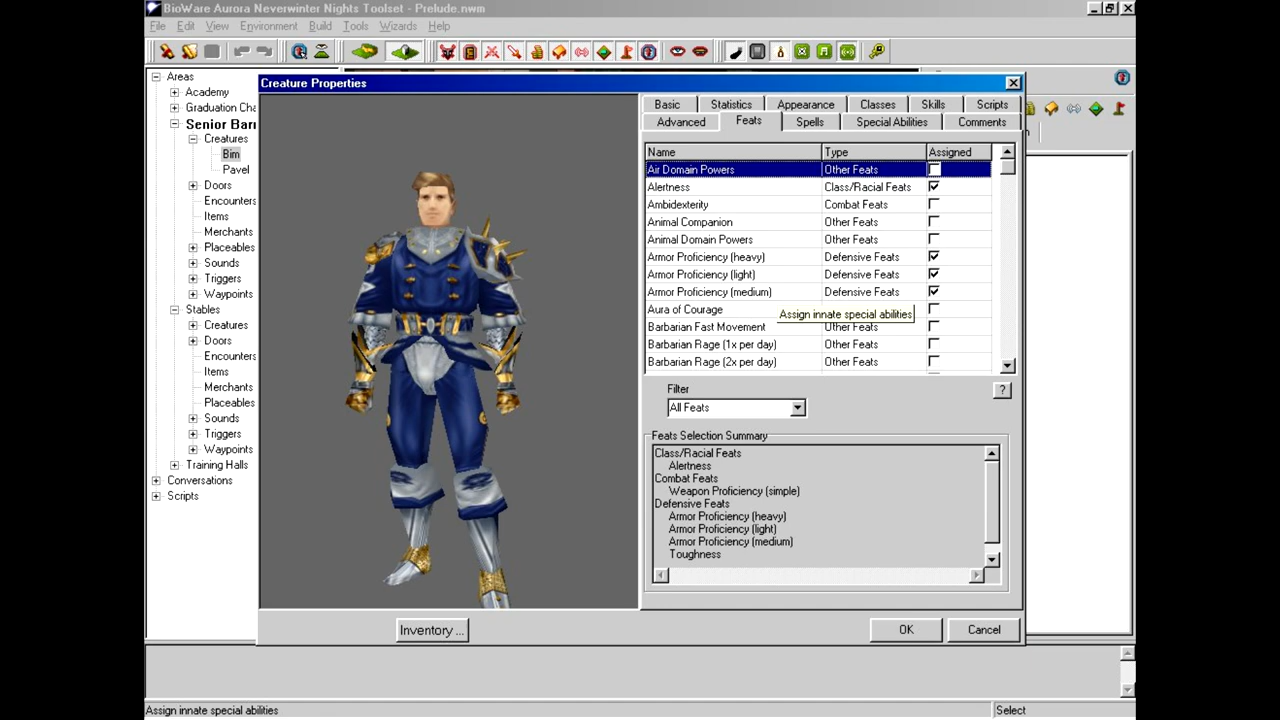 BioWare Aurora Neverwinter Nights Toolset - Prelude.nwm
File Edit View Environment Build Tools Wizards Help
Areas
Academy
Graduation Cha
Senior Barr
Creatures
Bim
Pavel
Doors
Encounters
Items
Merchants
Placeables
Sounds
Triggers
Waypoints
Stables
Creatures
Doors
Encounters
Items
Merchants
Placeables
Sounds
Triggers
Waypoints
Training Halls
Conversations
Scripts
Creature Properties
Basic Statistics Appearance Classes Skills Scripts
Advanced Feats Spells Special Abilities Comments
Name Type Assigned
Air Domain Powers Other Feats
Alertness Class/Racial Feats
Ambidexterity Combat Feats
Animal Companion Other Feats
Animal Domain Powers Other Feats
Armor Proficiency (heavy) Defensive Feats
Armor Proficiency (light) Defensive Feats
Armor Proficiency (medium) Defensive Feats
Aura of Courage
Assign innate special abilities
Barbarian Fast Movement Other Feats
Barbarian Rage (1x per day) Other Feats
Barbarian Rage (2x per day) Other Feats
Filter
?
All Feats
Feats Selection Summary
Class/Racial Feats
Alertness
Combat Feats
Weapon Proficiency (simple)
Defensive Feats
Armor Proficiency (heavy)
Armor Proficiency (light)
Armor Proficiency (medium)
Toughness
Inventory ... OK Cancel
Assign innate special abilities Select